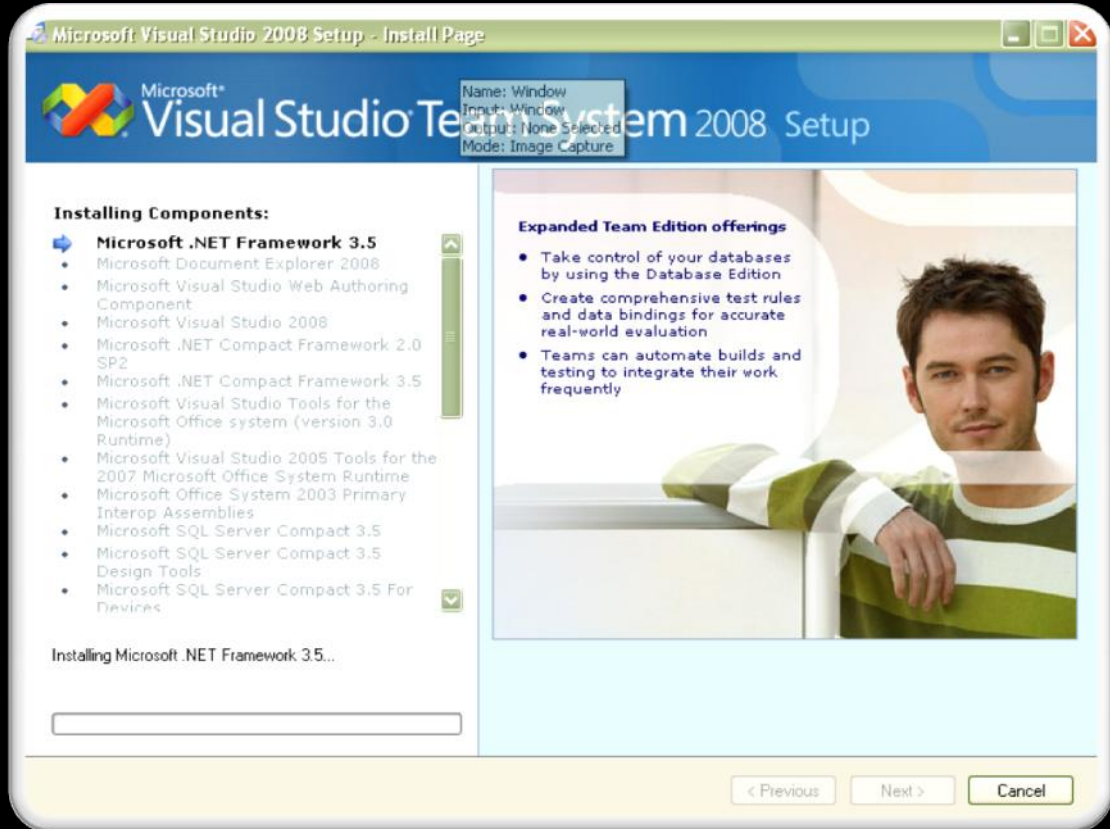 Microsoft Visual Studio 2008 Setup - Install Page
Microsoft®
Visual Studio Team System 2008 Setup
Name: Window
Input: Window
Output: None Selected
Mode: Image Capture
Installing Components:
Microsoft .NET Framework 3.5
Microsoft Document Explorer 2008
Microsoft Visual Studio Web Authoring
Component
Microsoft Visual Studio 2008
Microsoft .NET Compact Framework 2.0
SP2
Microsoft .NET Compact Framework 3.5
Microsoft Visual Studio Tools for the
Microsoft Office system (version 3.0
Runtime)
Microsoft Visual Studio 2005 Tools for the
2007 Microsoft Office System Runtime
Microsoft Office System 2003 Primary
Interop Assemblies
Microsoft SQL Server Compact 3.5
Microsoft SQL Server Compact 3.5
Design Tools
Microsoft SQL Server Compact 3.5 For
Devices
Installing Microsoft .NET Framework 3.5...
Expanded Team Edition offerings
• Take control of your databases
by using the Database Edition
• Create comprehensive test rules
and data bindings for accurate
real-world evaluation
• Teams can automate builds and
testing to integrate their work
frequently
< Previous
Next >
Cancel